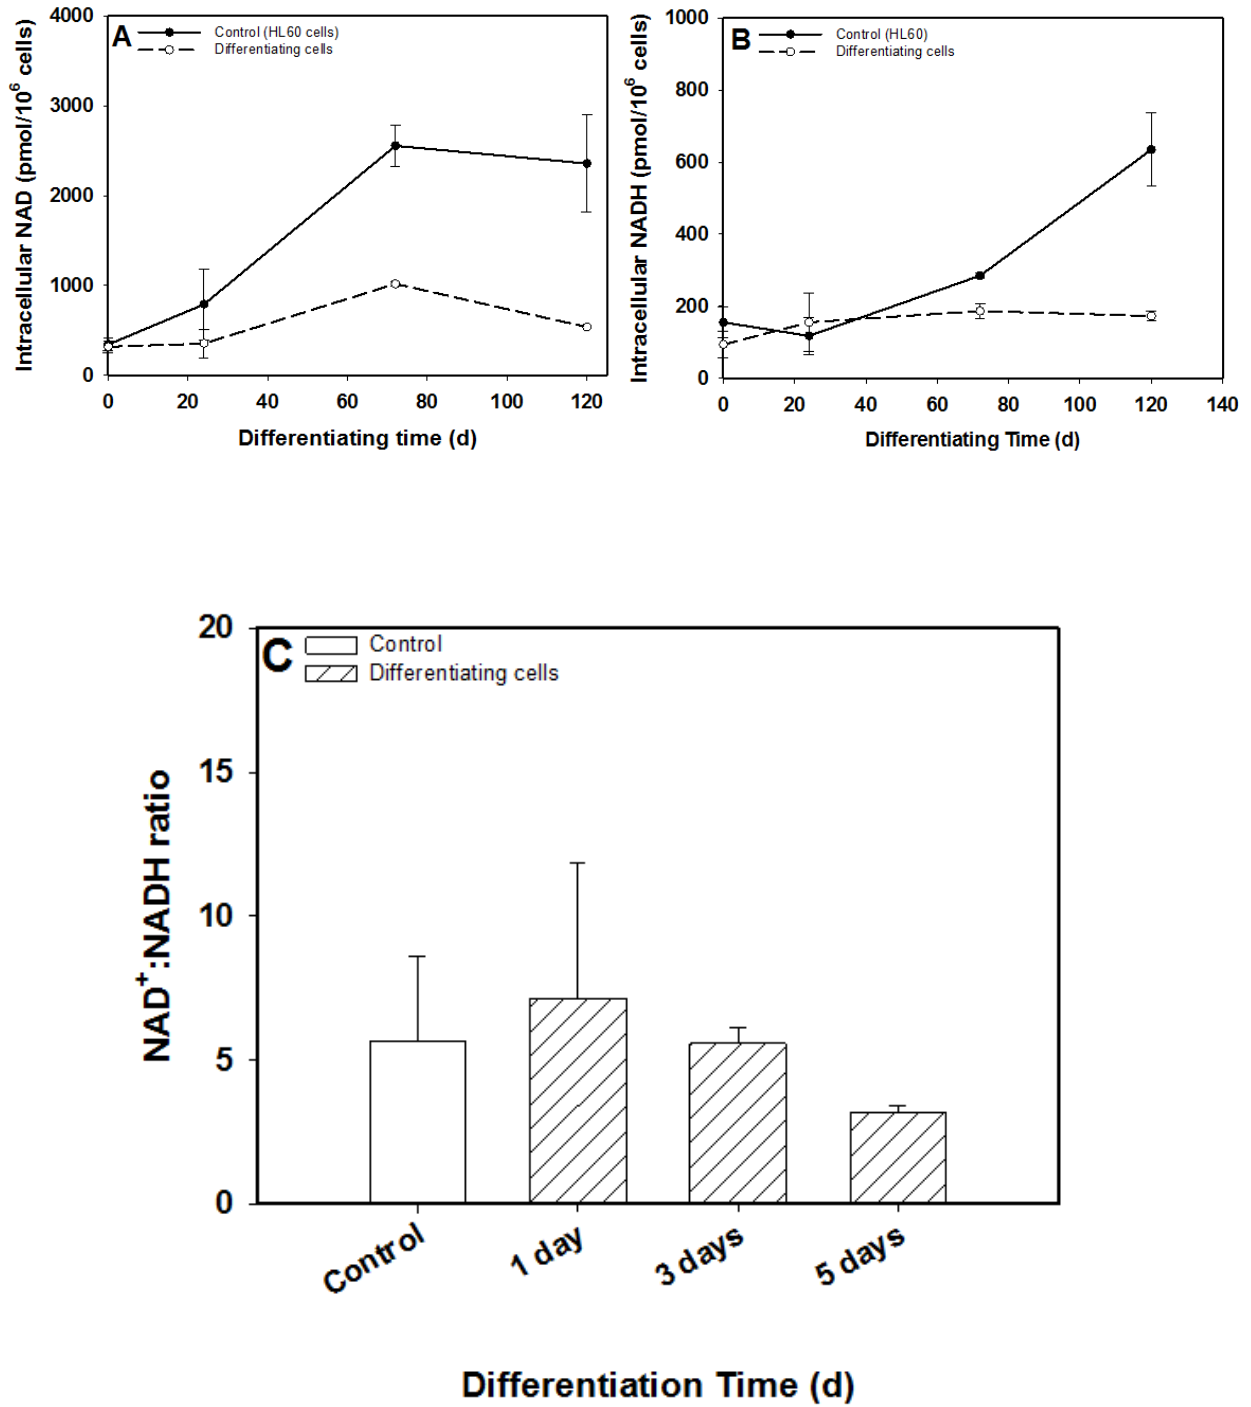 A
Control (HL60 cells)
Differentiating cells
Intracellular NAD (pmol/10⁶ cells)
4000
3000
2000
1000
0
0 20 40 60 80 100 120
Differentiating time (d)
B
Control (HL60)
Differentiating cells
Intracellular NADH (pmol/10⁶ cells)
1000
800
600
400
200
0
0 20 40 60 80 100 120 140
Differentiating Time (d)
C
Control
Differentiating cells
NAD⁺:NADH ratio
20
15
10
5
0
Control 1 day 3 days 5 days
Differentiation Time (d)